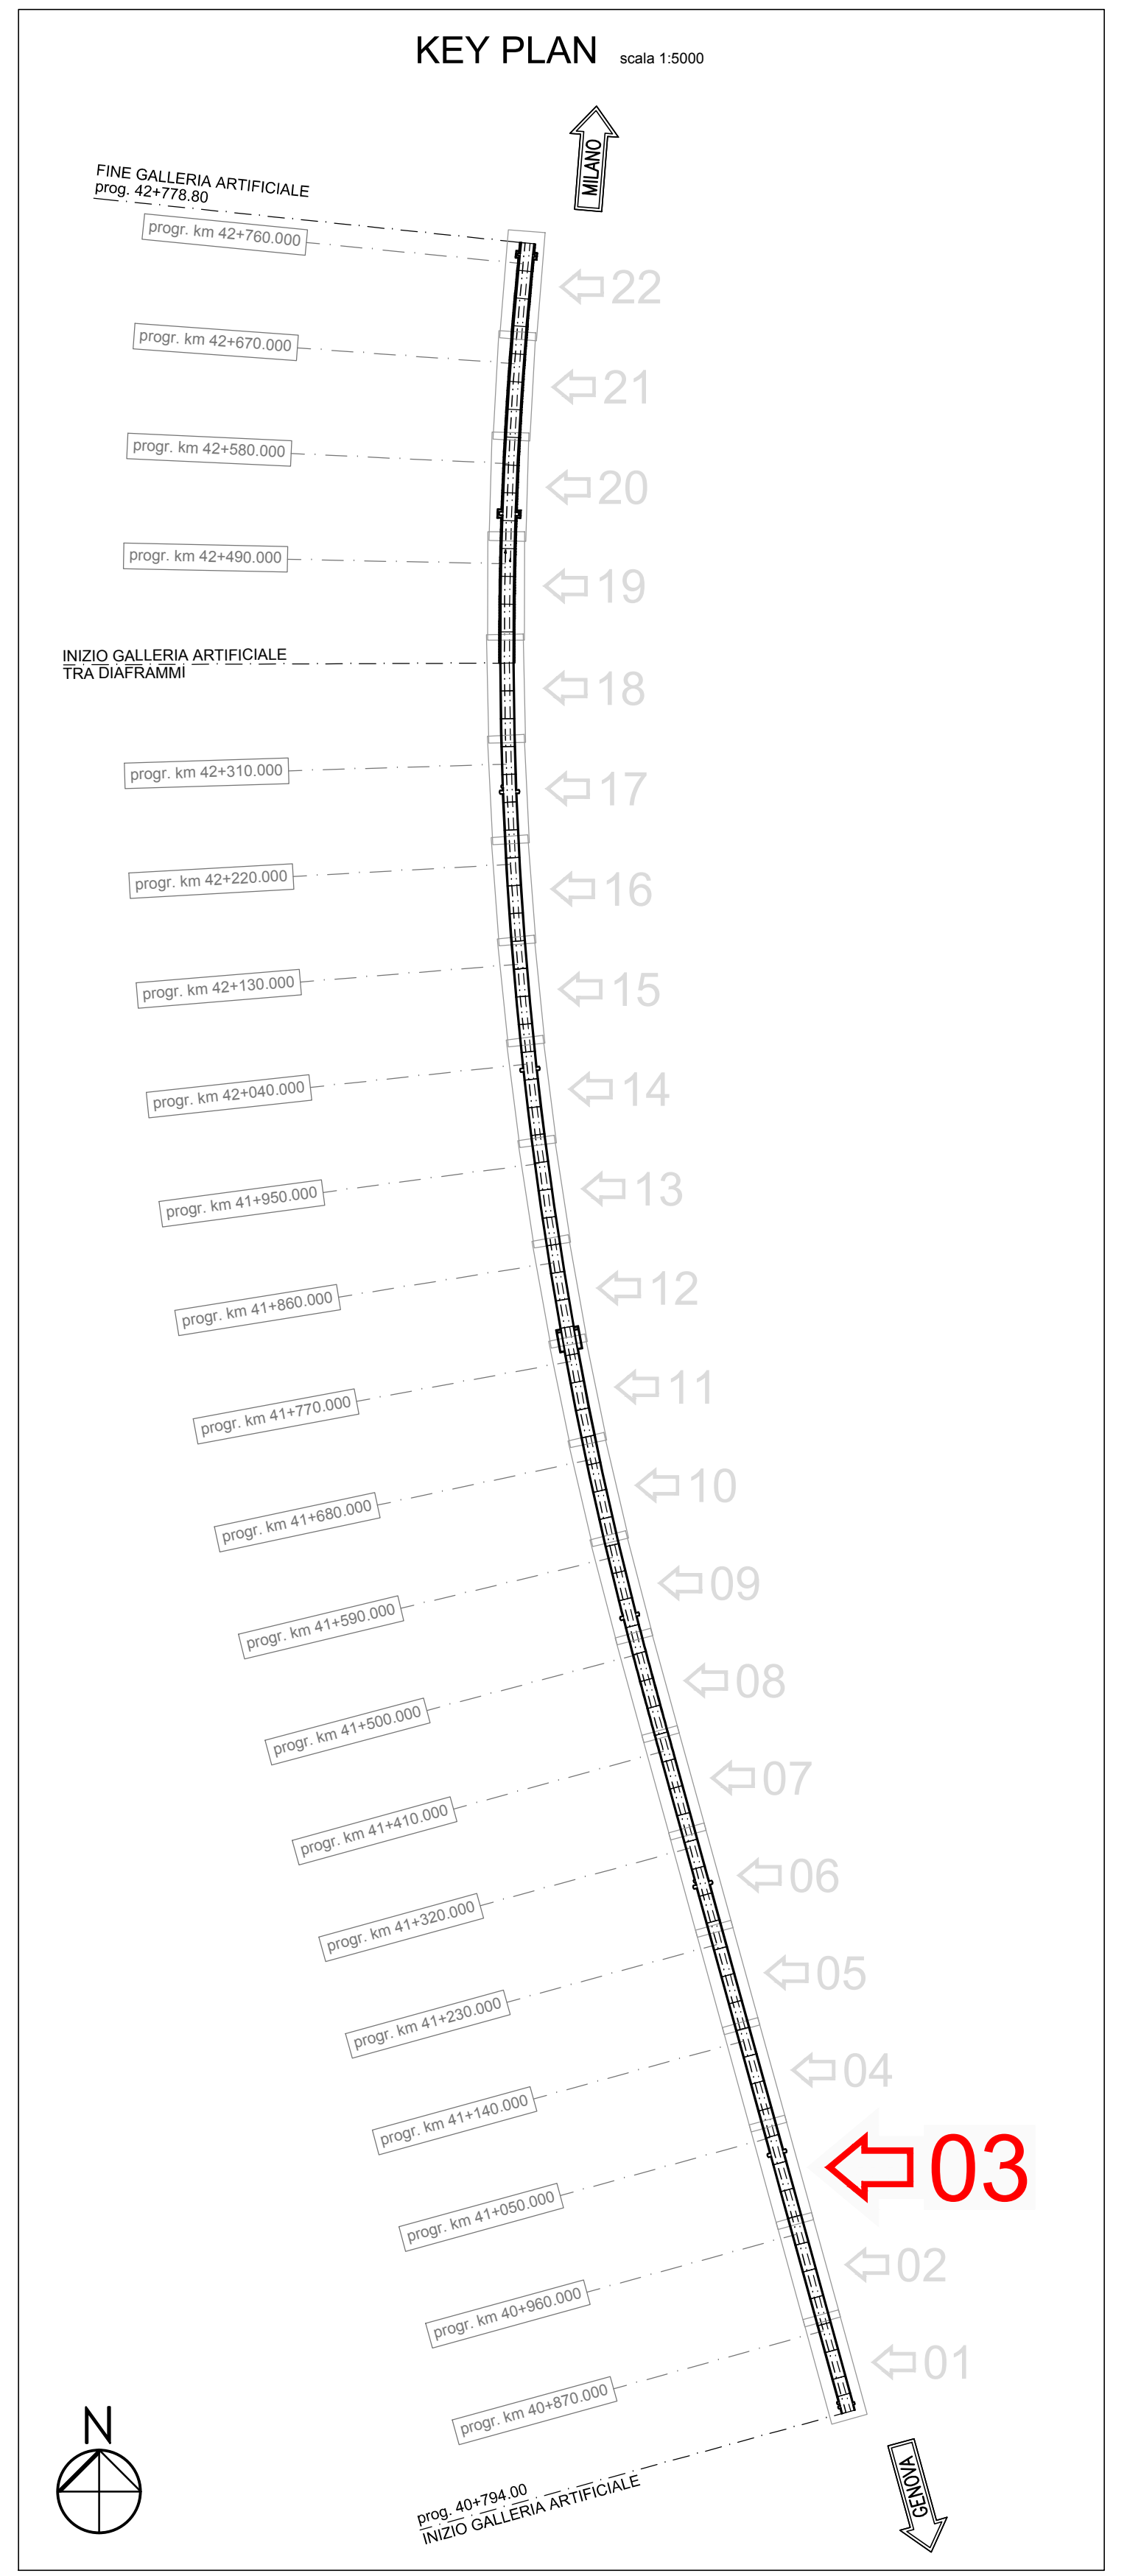 KEY PLAN scala 1:5000
MILANO
FINE GALLERIA ARTIFICIALE
prog. 42+778.80
progr. km 42+760.000
22
progr. km 42+670.000
21
progr. km 42+580.000
20
progr. km 42+490.000
19
INIZIO GALLERIA ARTIFICIALE
TRA DIAFRAMMI
18
progr. km 42+310.000
17
progr. km 42+220.000
16
progr. km 42+130.000
15
progr. km 42+040.000
14
progr. km 41+950.000
13
progr. km 41+860.000
12
progr. km 41+770.000
11
progr. km 41+680.000
10
progr. km 41+590.000
09
progr. km 41+500.000
08
progr. km 41+410.000
07
progr. km 41+320.000
06
progr. km 41+230.000
05
progr. km 41+140.000
04
progr. km 41+050.000
03
progr. km 40+960.000
02
progr. km 40+870.000
01
N
prog. 40+794.00
INIZIO GALLERIA ARTIFICIALE
GENOVA